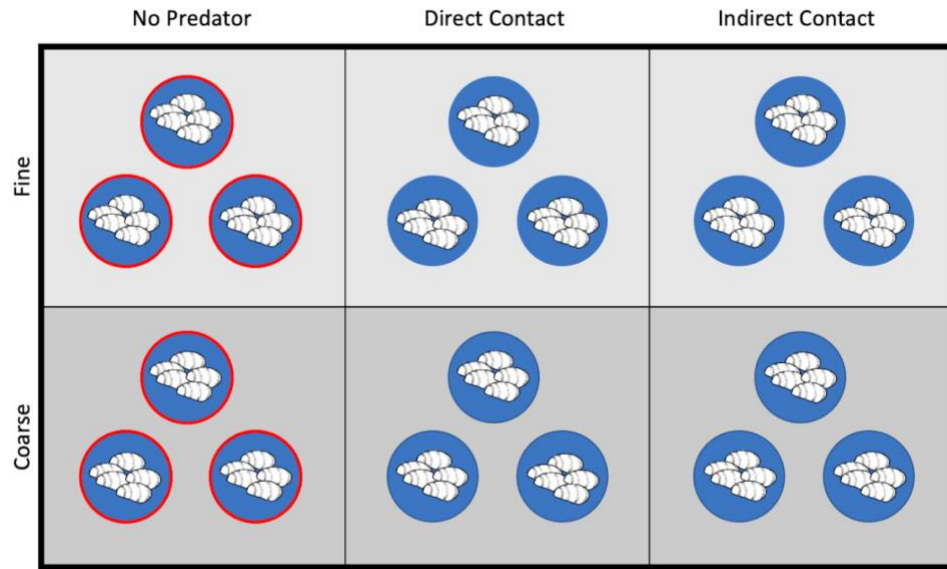 No Predator
Direct Contact
Indirect Contact
Fine
Coarse